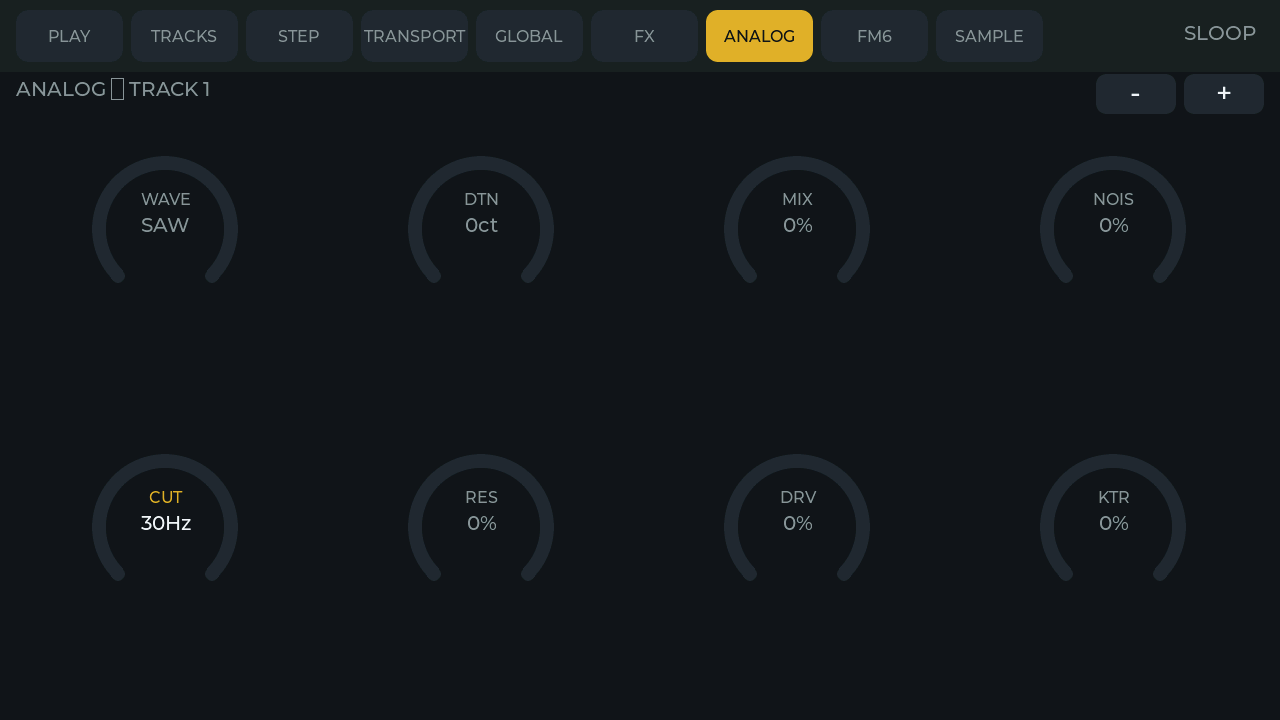 PLAY
TRACKS
STEP
TRANSPORT
GLOBAL
FX
ANALOG
FM6
SAMPLE
SLOOP
ANALOG □ TRACK 1
-
+
WAVE
SAW
DTN
0ct
MIX
0%
NOIS
0%
CUT
30Hz
RES
0%
DRV
0%
KTR
0%